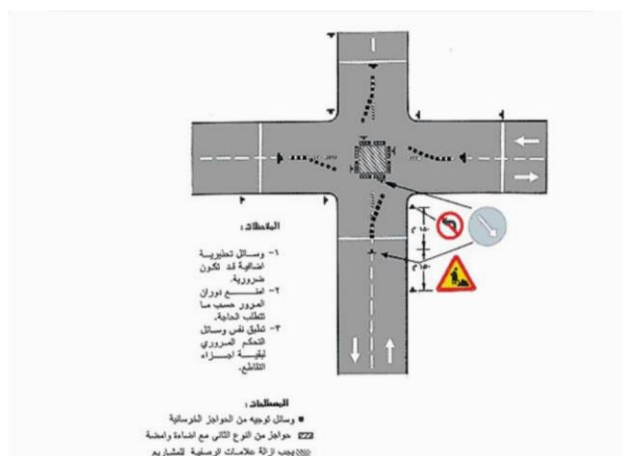 ١٥٠ م
١٥٠ م
الملاحظات :
١- وسائل تحذيرية
اضافية قد تكون
ضرورية.
٢- امنع دوران
المرور حسب ما
تتطلب الحاجة.
٣- تطبق نفس وسائل
التحكم المروري
لبقية اجزاء
التقاطع.
المصطلحات :
وسائل توجيه من الحواجز الخرسانية
حواجز من النوع الثاني مع اضاءة وامضة
يجب ازالة علامات الرصفية للمشاريع